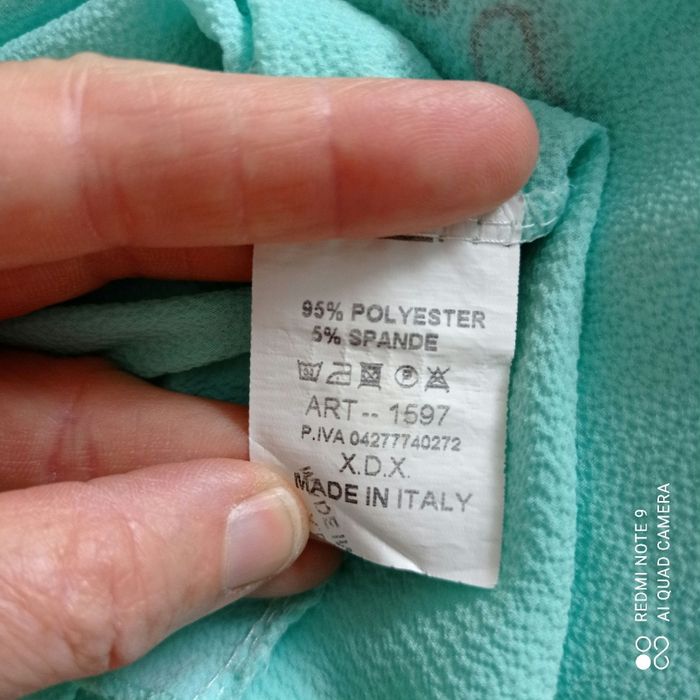 95% POLYESTER
5% SPANDE
ART -- 1597
P.IVA 04277740272
X.D.X.
MADE IN ITALY
REDMI NOTE 9
AI QUAD CAMERA